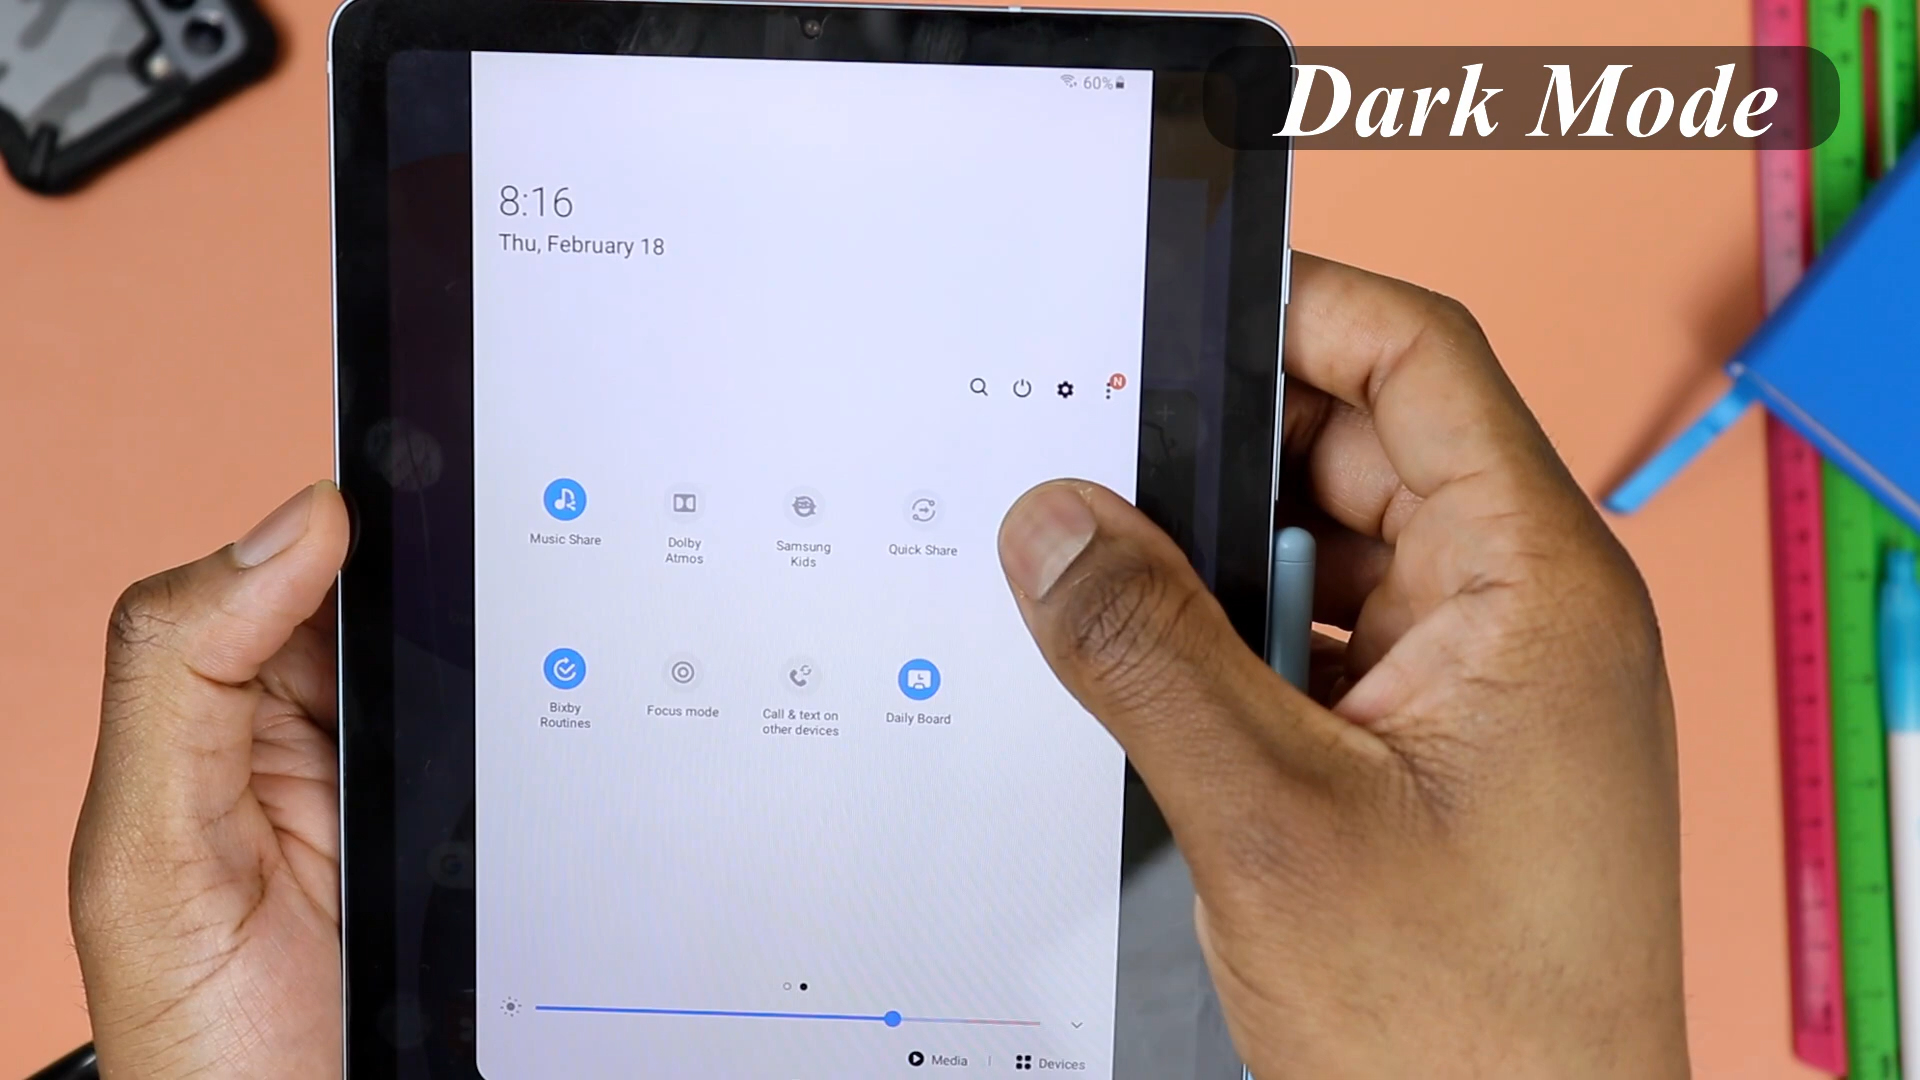 Dark Mode
60%
8:16
Thu, February 18
N
Music Share
Dolby
Atmos
Samsung
Kids
Quick Share
Bixby
Routines
Focus mode
Call & text on
other devices
Daily Board
Media
Devices